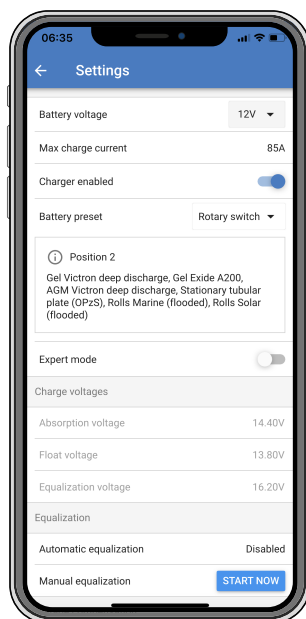 06:35
Settings
Battery voltage 12V
Max charge current 85A
Charger enabled
Battery preset Rotary switch
Position 2
Gel Victron deep discharge, Gel Exide A200,
AGM Victron deep discharge, Stationary tubular
plate (OPzS), Rolls Marine (flooded), Rolls Solar
(flooded)
Expert mode
Charge voltages
Absorption voltage 14.40V
Float voltage 13.80V
Equalization voltage 16.20V
Equalization
Automatic equalization Disabled
Manual equalization START NOW